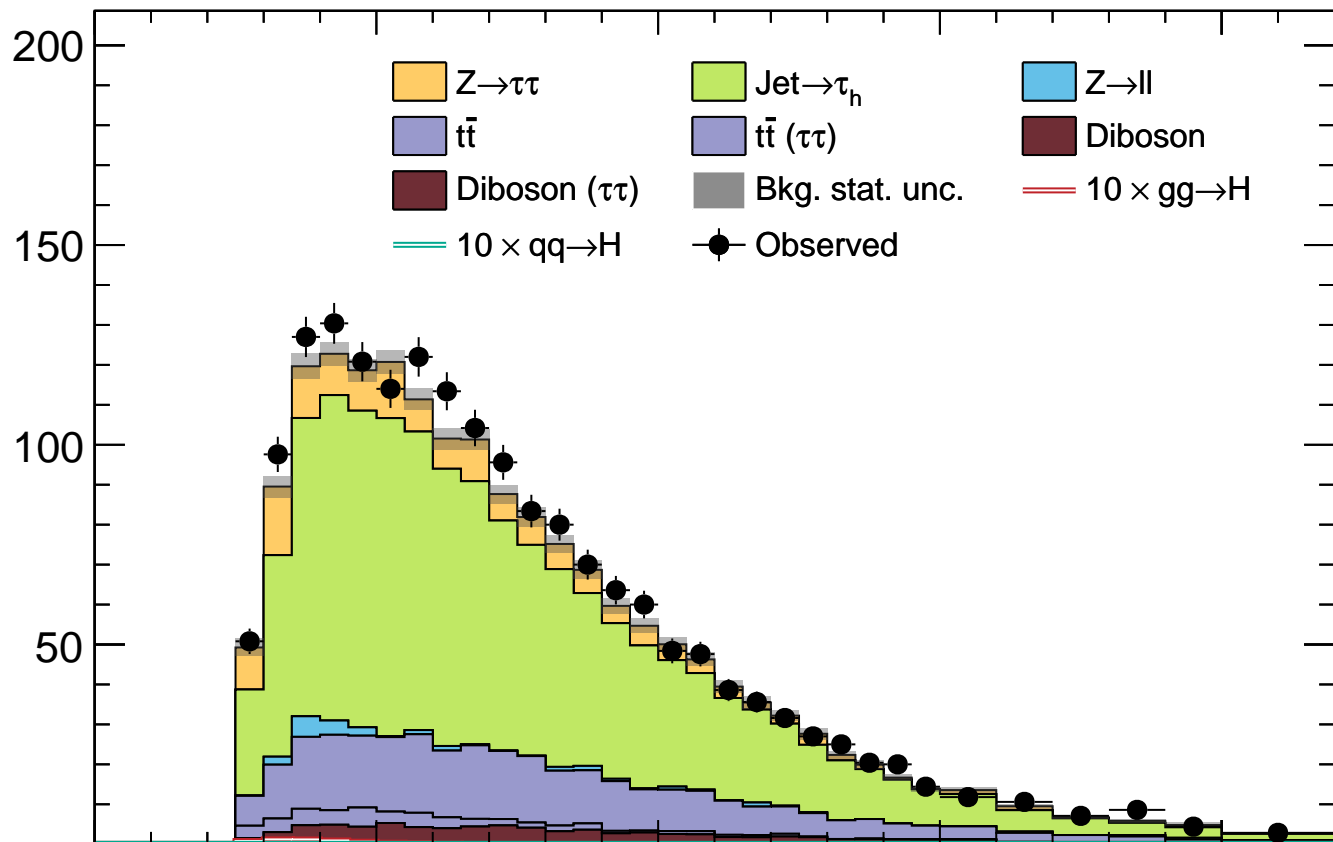 200
Z→ττ Jet→τh Z→ll
tt̄ tt̄ (ττ) Diboson
Diboson (ττ) Bkg. stat. unc. 10 × gg→H
150
10 × qq→H Observed
100
50